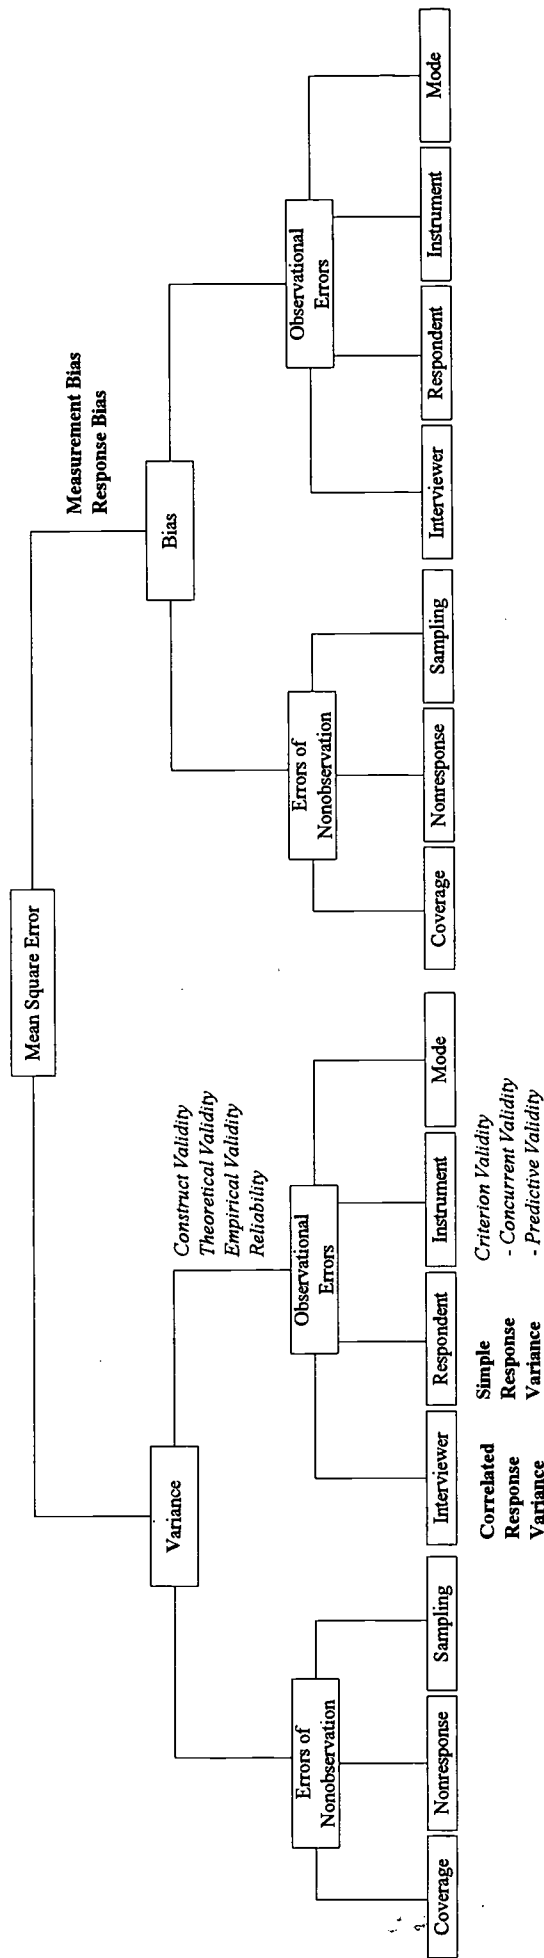 Mean Square Error
Measurement Bias
Response Bias
Variance
Bias
Construct Validity
Theoretical Validity
Empirical Validity
Reliability
Errors of
Nonobservation
Observational
Errors
Errors of
Nonobservation
Observational
Errors
Coverage
Nonresponse
Sampling
Interviewer
Respondent
Instrument
Mode
Coverage
Nonresponse
Sampling
Interviewer
Respondent
Instrument
Mode
Correlated
Response
Variance
Simple
Response
Variance
Criterion Validity
- Concurrent Validity
- Predictive Validity